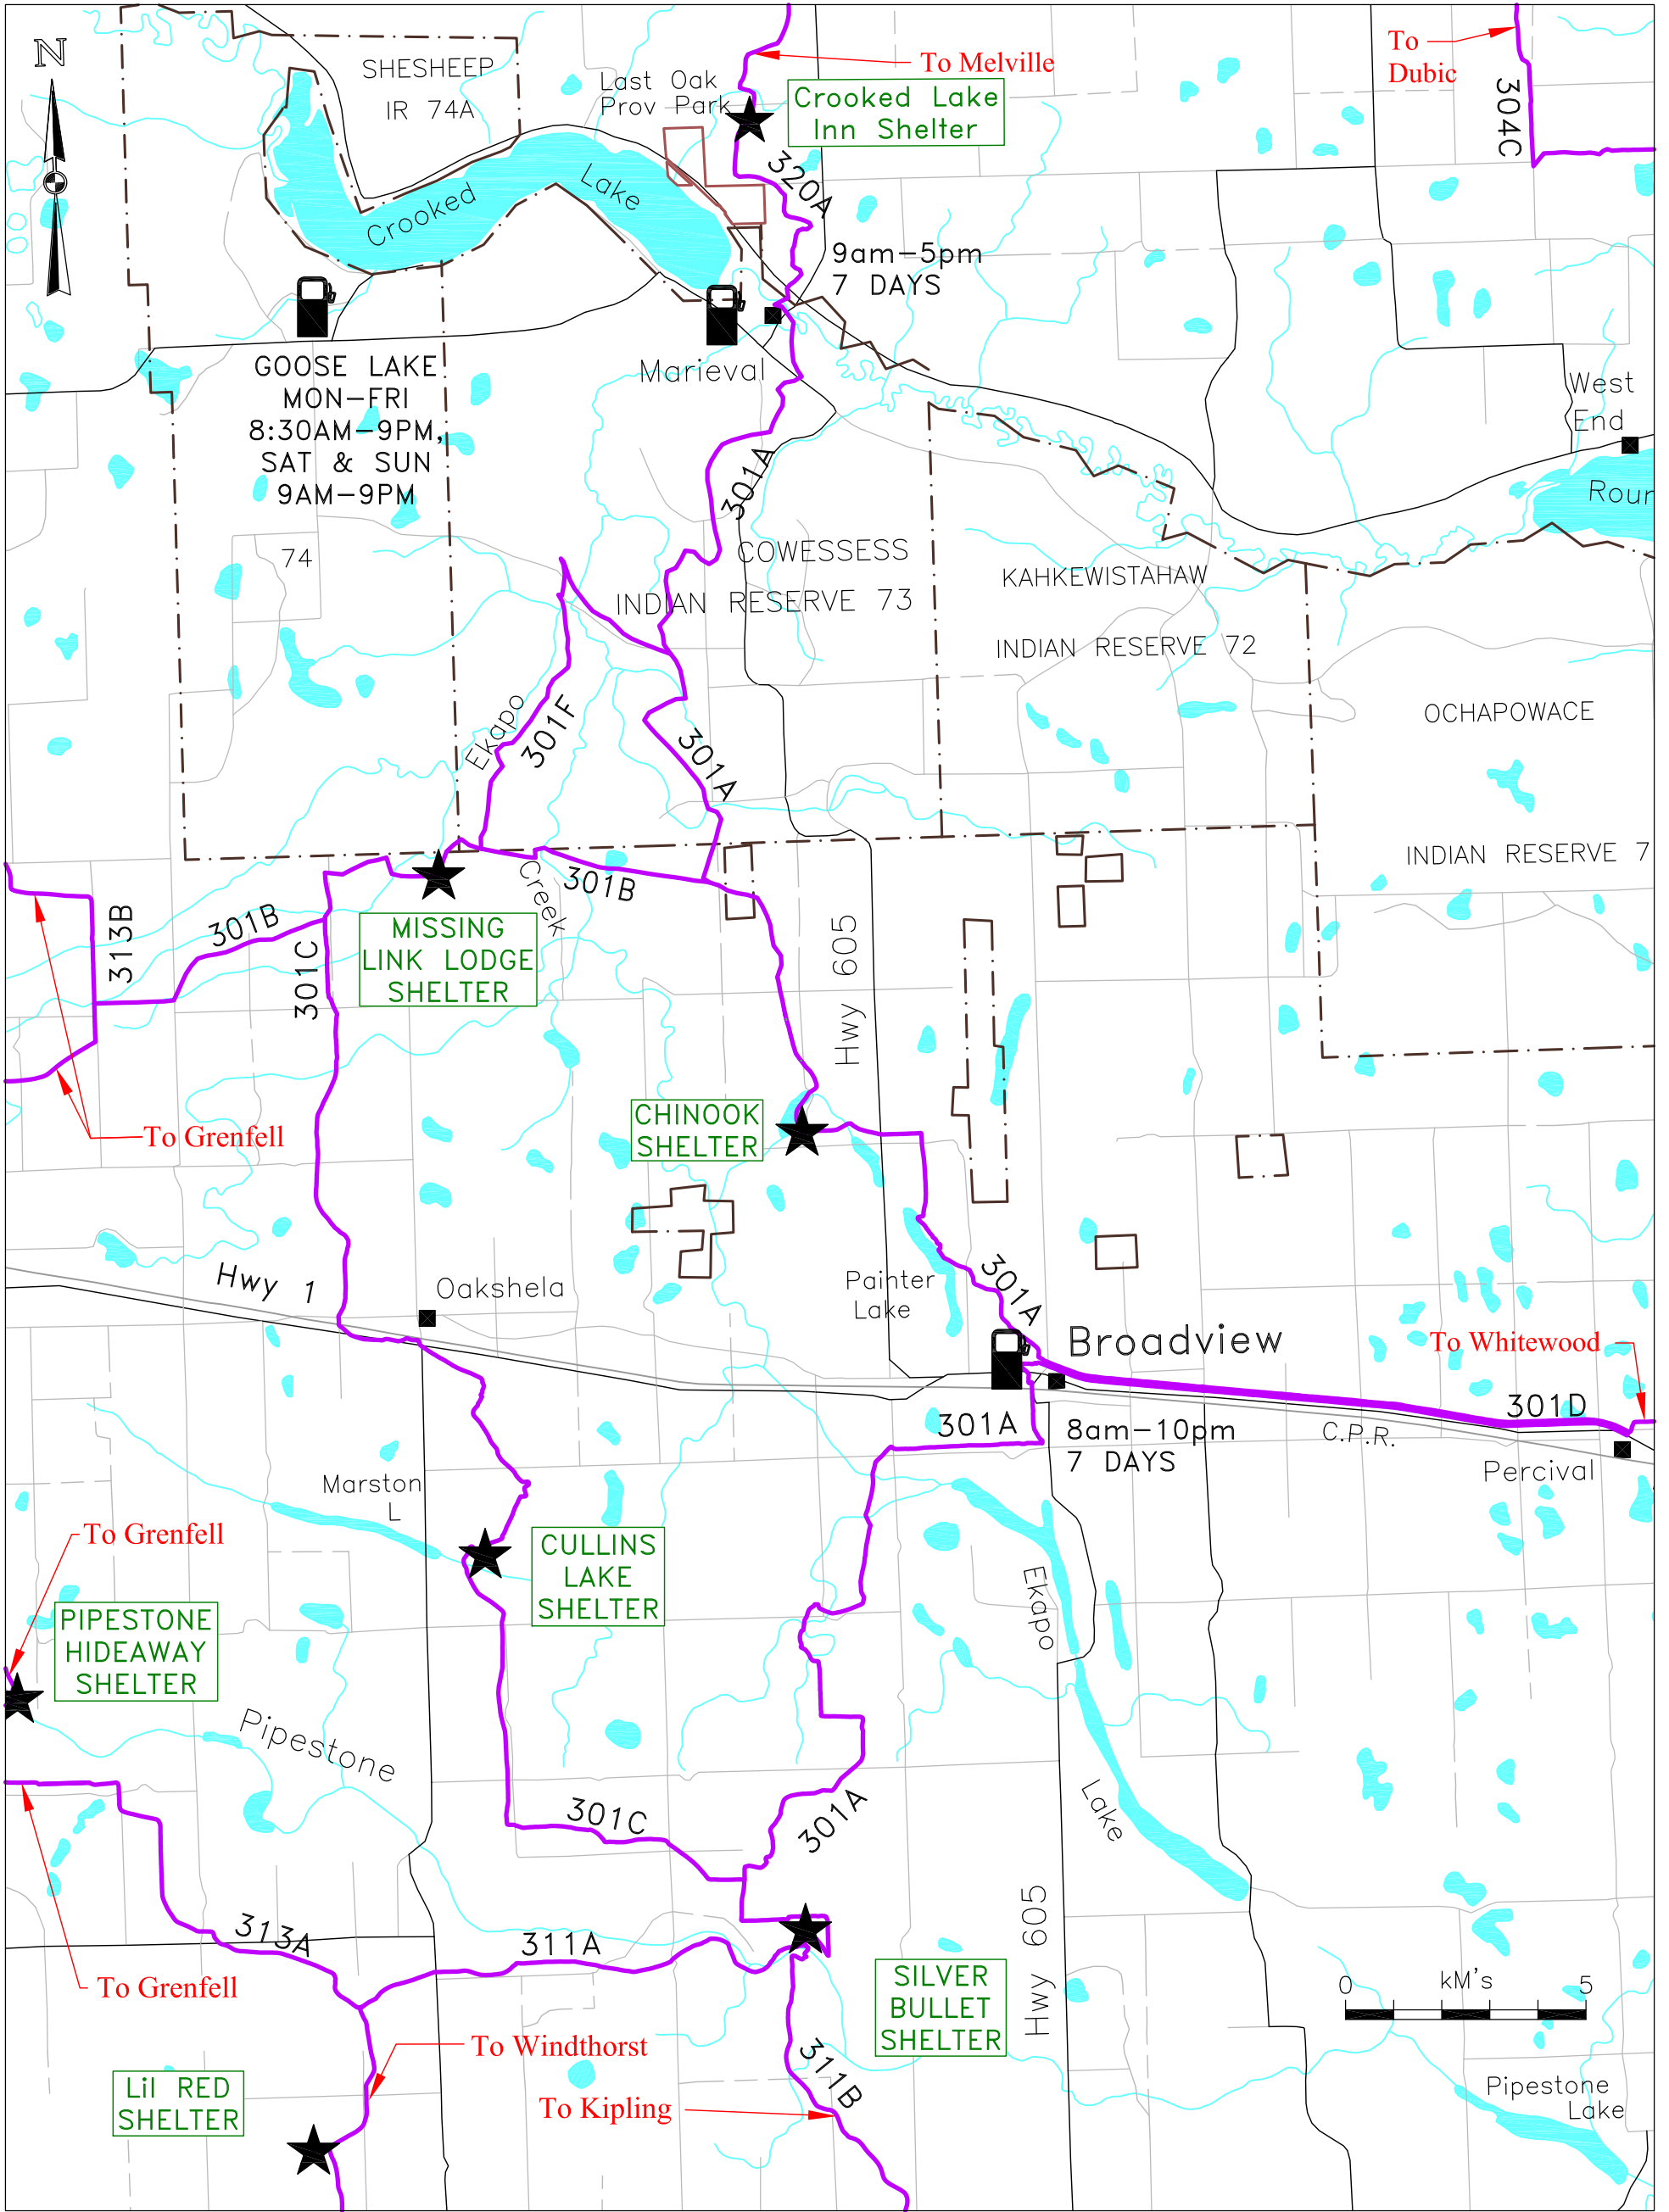 N
SHESHEEP
IR 74A
Last Oak
Prov Park
To Melville
Crooked Lake
Inn Shelter
To
Dubic
304C
320A
Crooked
Lake
9am-5pm
7 DAYS
GOOSE LAKE
MON-FRI
8:30AM-9PM,
SAT & SUN
9AM-9PM
Marieval
West
End
301A
74
COWESSESS
INDIAN RESERVE 73
KAHKEWISTAHAW
INDIAN RESERVE 72
OCHAPOWACE
INDIAN RESERVE 7
Ekapo
301F
301A
Creek
301B
313B
301B
301C
MISSING
LINK LODGE
SHELTER
Hwy 605
To Grenfell
CHINOOK
SHELTER
Hwy 1
Oakshela
Painter
Lake
301A
Broadview
To Whitewood
301D
301A
8am-10pm
7 DAYS
C.P.R.
Percival
Marston
L
To Grenfell
CULLINS
LAKE
SHELTER
PIPESTONE
HIDEAWAY
SHELTER
Ekapo
Pipestone
Lake
301C
301A
313A
311A
To Grenfell
SILVER
BULLET
SHELTER
Hwy 605
0 kM's 5
To Windthorst
LiI RED
SHELTER
To Kipling
311B
Pipestone
Lake